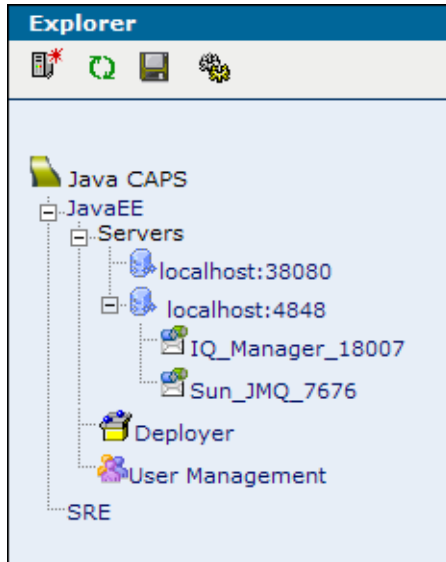 Explorer
Java CAPS
JavaEE
Servers
localhost:38080
localhost:4848
IQ_Manager_18007
Sun_JMQ_7676
Deployer
User Management
SRE